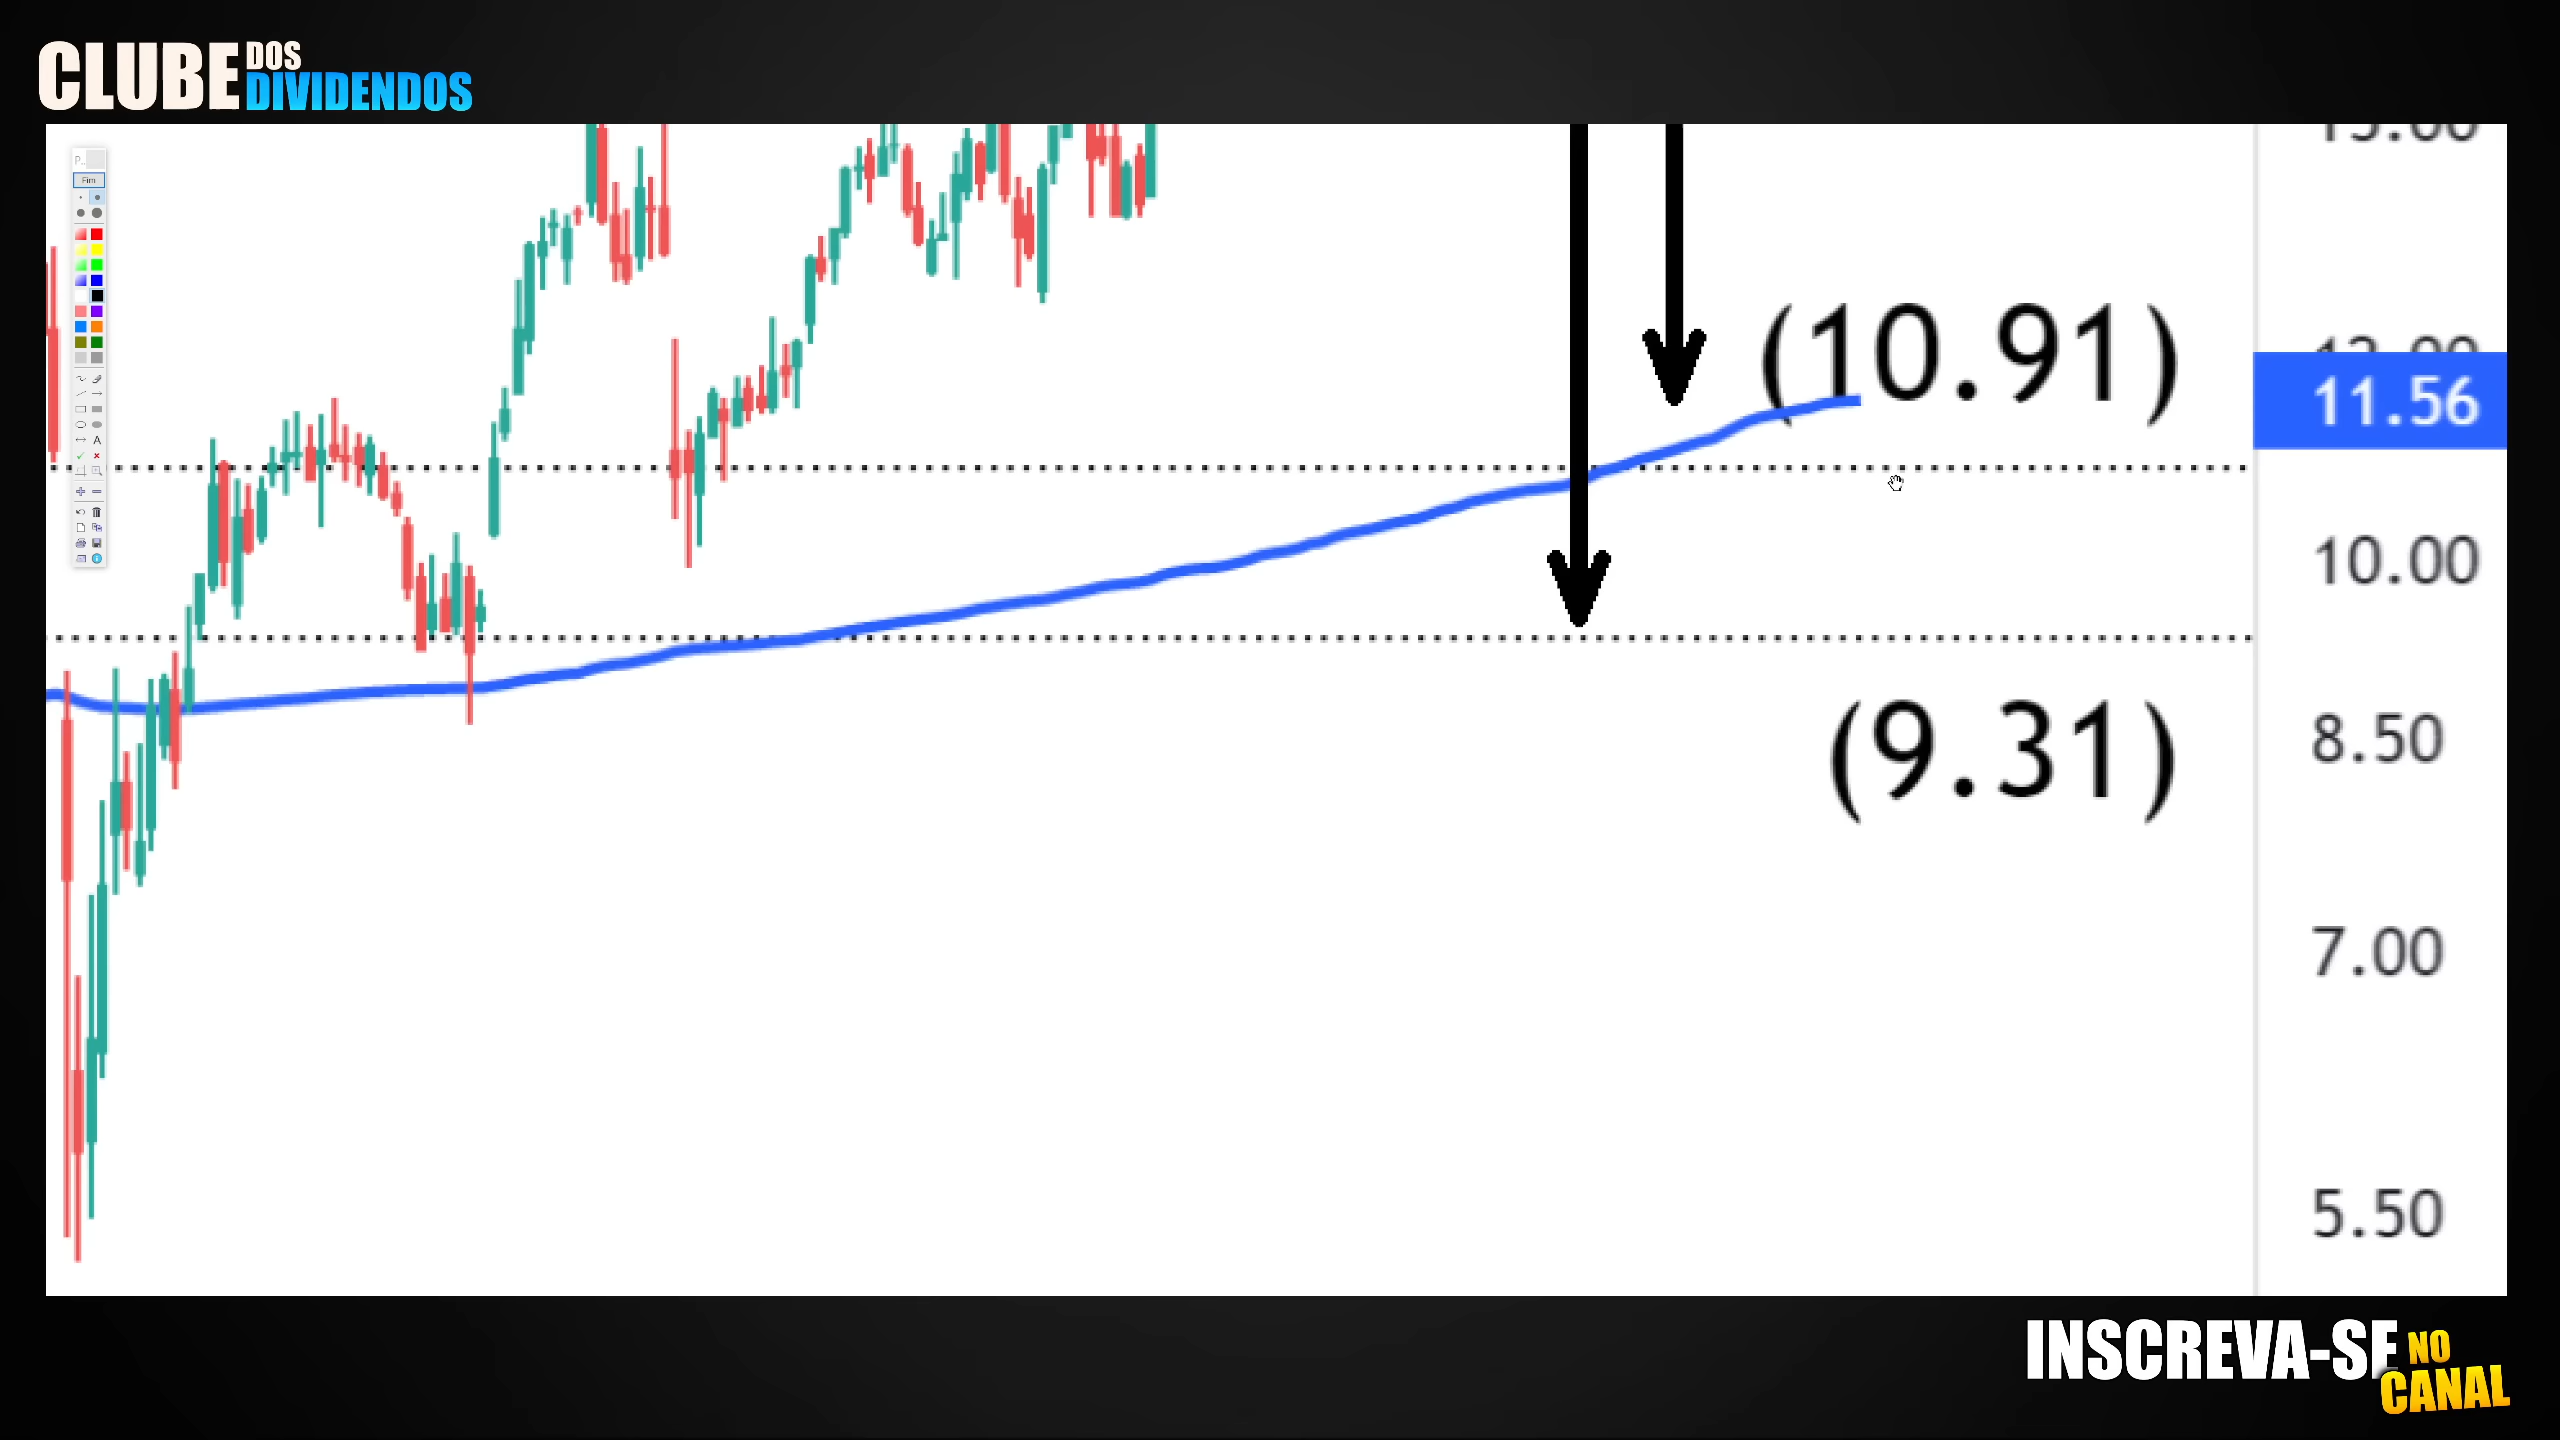 CLUBE DOS
DIVIDENDOS
P..
Fim
A
(10.91)
11.56
10.00
(9.31)
8.50
7.00
5.50
INSCREVA-SE NO
CANAL